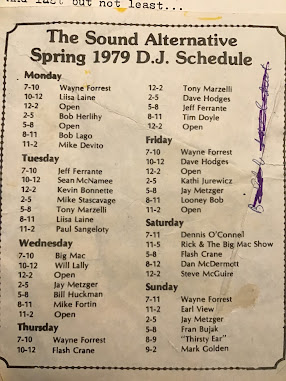 and last but not least...
The Sound Alternative
Spring 1979 D.J. Schedule
Monday
7-10 Wayne Forrest
10-12 Liisa Laine
12-2 Open
2-5 Bob Herlihy
5-8 Open
8-11 Bob Lago
11-2 Mike Devito
Tuesday
7-10 Jeff Ferrante
10-12 Sean McNamee
12-2 Kevin Bonnette
2-5 Mike Stascavage
5-8 Tony Marzelli
8-11 Liisa Laine
11-2 Paul Sangeloty
Wednesday
7-10 Big Mac
10-12 Will Lally
12-2 Open
2-5 Jay Metzger
5-8 Bill Huckman
8-11 Mike Fortin
11-2 Open
Thursday
7-10 Wayne Forrest
10-12 Flash Crane
12-2 Tony Marzelli
2-5 Dave Hodges
5-8 Jeff Ferrante
8-11 Tim Doyle
11-2 Open
Friday
7-10 Wayne Forrest
10-12 Dave Hodges
12-2 Open
2-5 Kathi Jurewicz
5-8 Jay Metzger
8-11 Looney Bob
11-2 Open
Saturday
7-11 Dennis O'Connel
11-5 Rick & The Big Mac Show
5-8 Flash Crane
8-12 Dan McDermott
12-2 Steve McGuire
Sunday
7-11 Wayne Forrest
11-2 Earl View
2-5 Jay Metzger
5-8 Fran Bujak
8-9 "Thirsty Ear"
9-2 Mark Golden